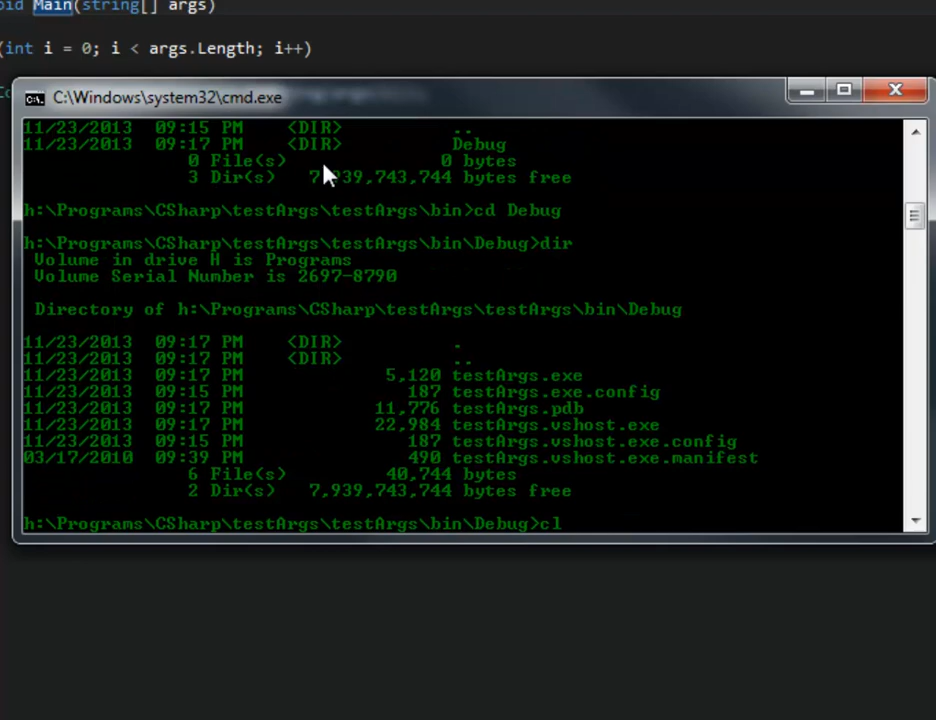 oid Main(string[] args)
(int i = 0; i < args.Length; i++)
C:\Windows\system32\cmd.exe
11/23/2013 09:15 PM <DIR> ..
11/23/2013 09:17 PM <DIR> Debug
0 File(s) 0 bytes
3 Dir(s) 7,939,743,744 bytes free
h:\Programs\CSharp\testArgs\testArgs\bin>cd Debug
h:\Programs\CSharp\testArgs\testArgs\bin\Debug>dir
Volume in drive H is Programs
Volume Serial Number is 2697-8790
Directory of h:\Programs\CSharp\testArgs\testArgs\bin\Debug
11/23/2013 09:17 PM <DIR> .
11/23/2013 09:17 PM <DIR> ..
11/23/2013 09:17 PM 5,120 testArgs.exe
11/23/2013 09:15 PM 187 testArgs.exe.config
11/23/2013 09:17 PM 11,776 testArgs.pdb
11/23/2013 09:17 PM 22,984 testArgs.vshost.exe
11/23/2013 09:15 PM 187 testArgs.vshost.exe.config
03/17/2010 09:39 PM 490 testArgs.vshost.exe.manifest
6 File(s) 40,744 bytes
2 Dir(s) 7,939,743,744 bytes free
h:\Programs\CSharp\testArgs\testArgs\bin\Debug>cl